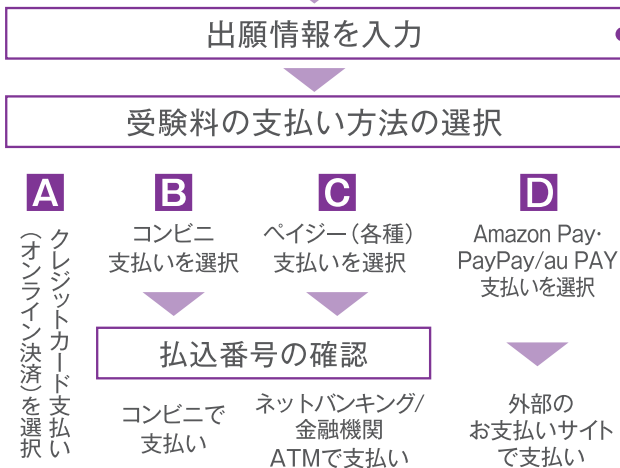 出願情報を入力
受験料の支払い方法の選択
A
クレジットカード支払い
（オンライン決済）を選択
B
コンビニ
支払いを選択
C
ペイジー（各種）
支払いを選択
D
Amazon Pay・
PayPay/au PAY
支払いを選択
払込番号の確認
コンビニで
支払い
ネットバンキング/
金融機関
ATMで支払い
外部の
お支払いサイト
で支払い